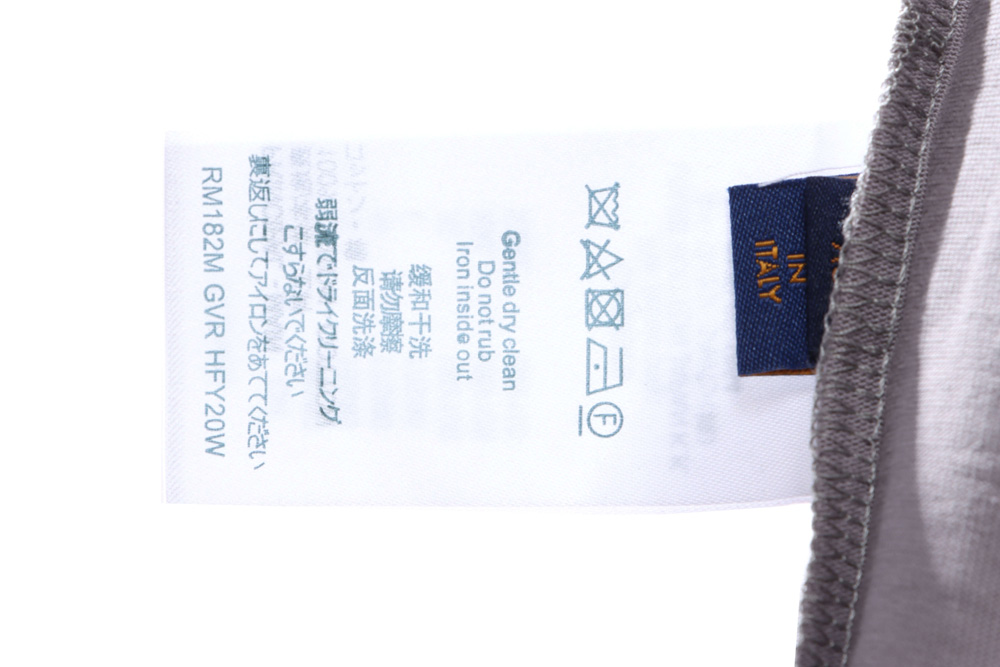 IN
ITALY
F
Gentle dry clean
Do not rub
Iron inside out
缓和干洗
请勿磨擦
反面洗涤
弱流でドライクリーニング
こすらないでください
裏返しにしてアイロンをあててください
RM182M GVR HFY20W